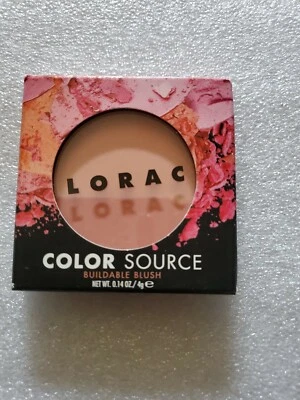 LORAC
LORAC
COLOR SOURCE
BUILDABLE BLUSH
NET WT. 0.14 OZ./4g ℮